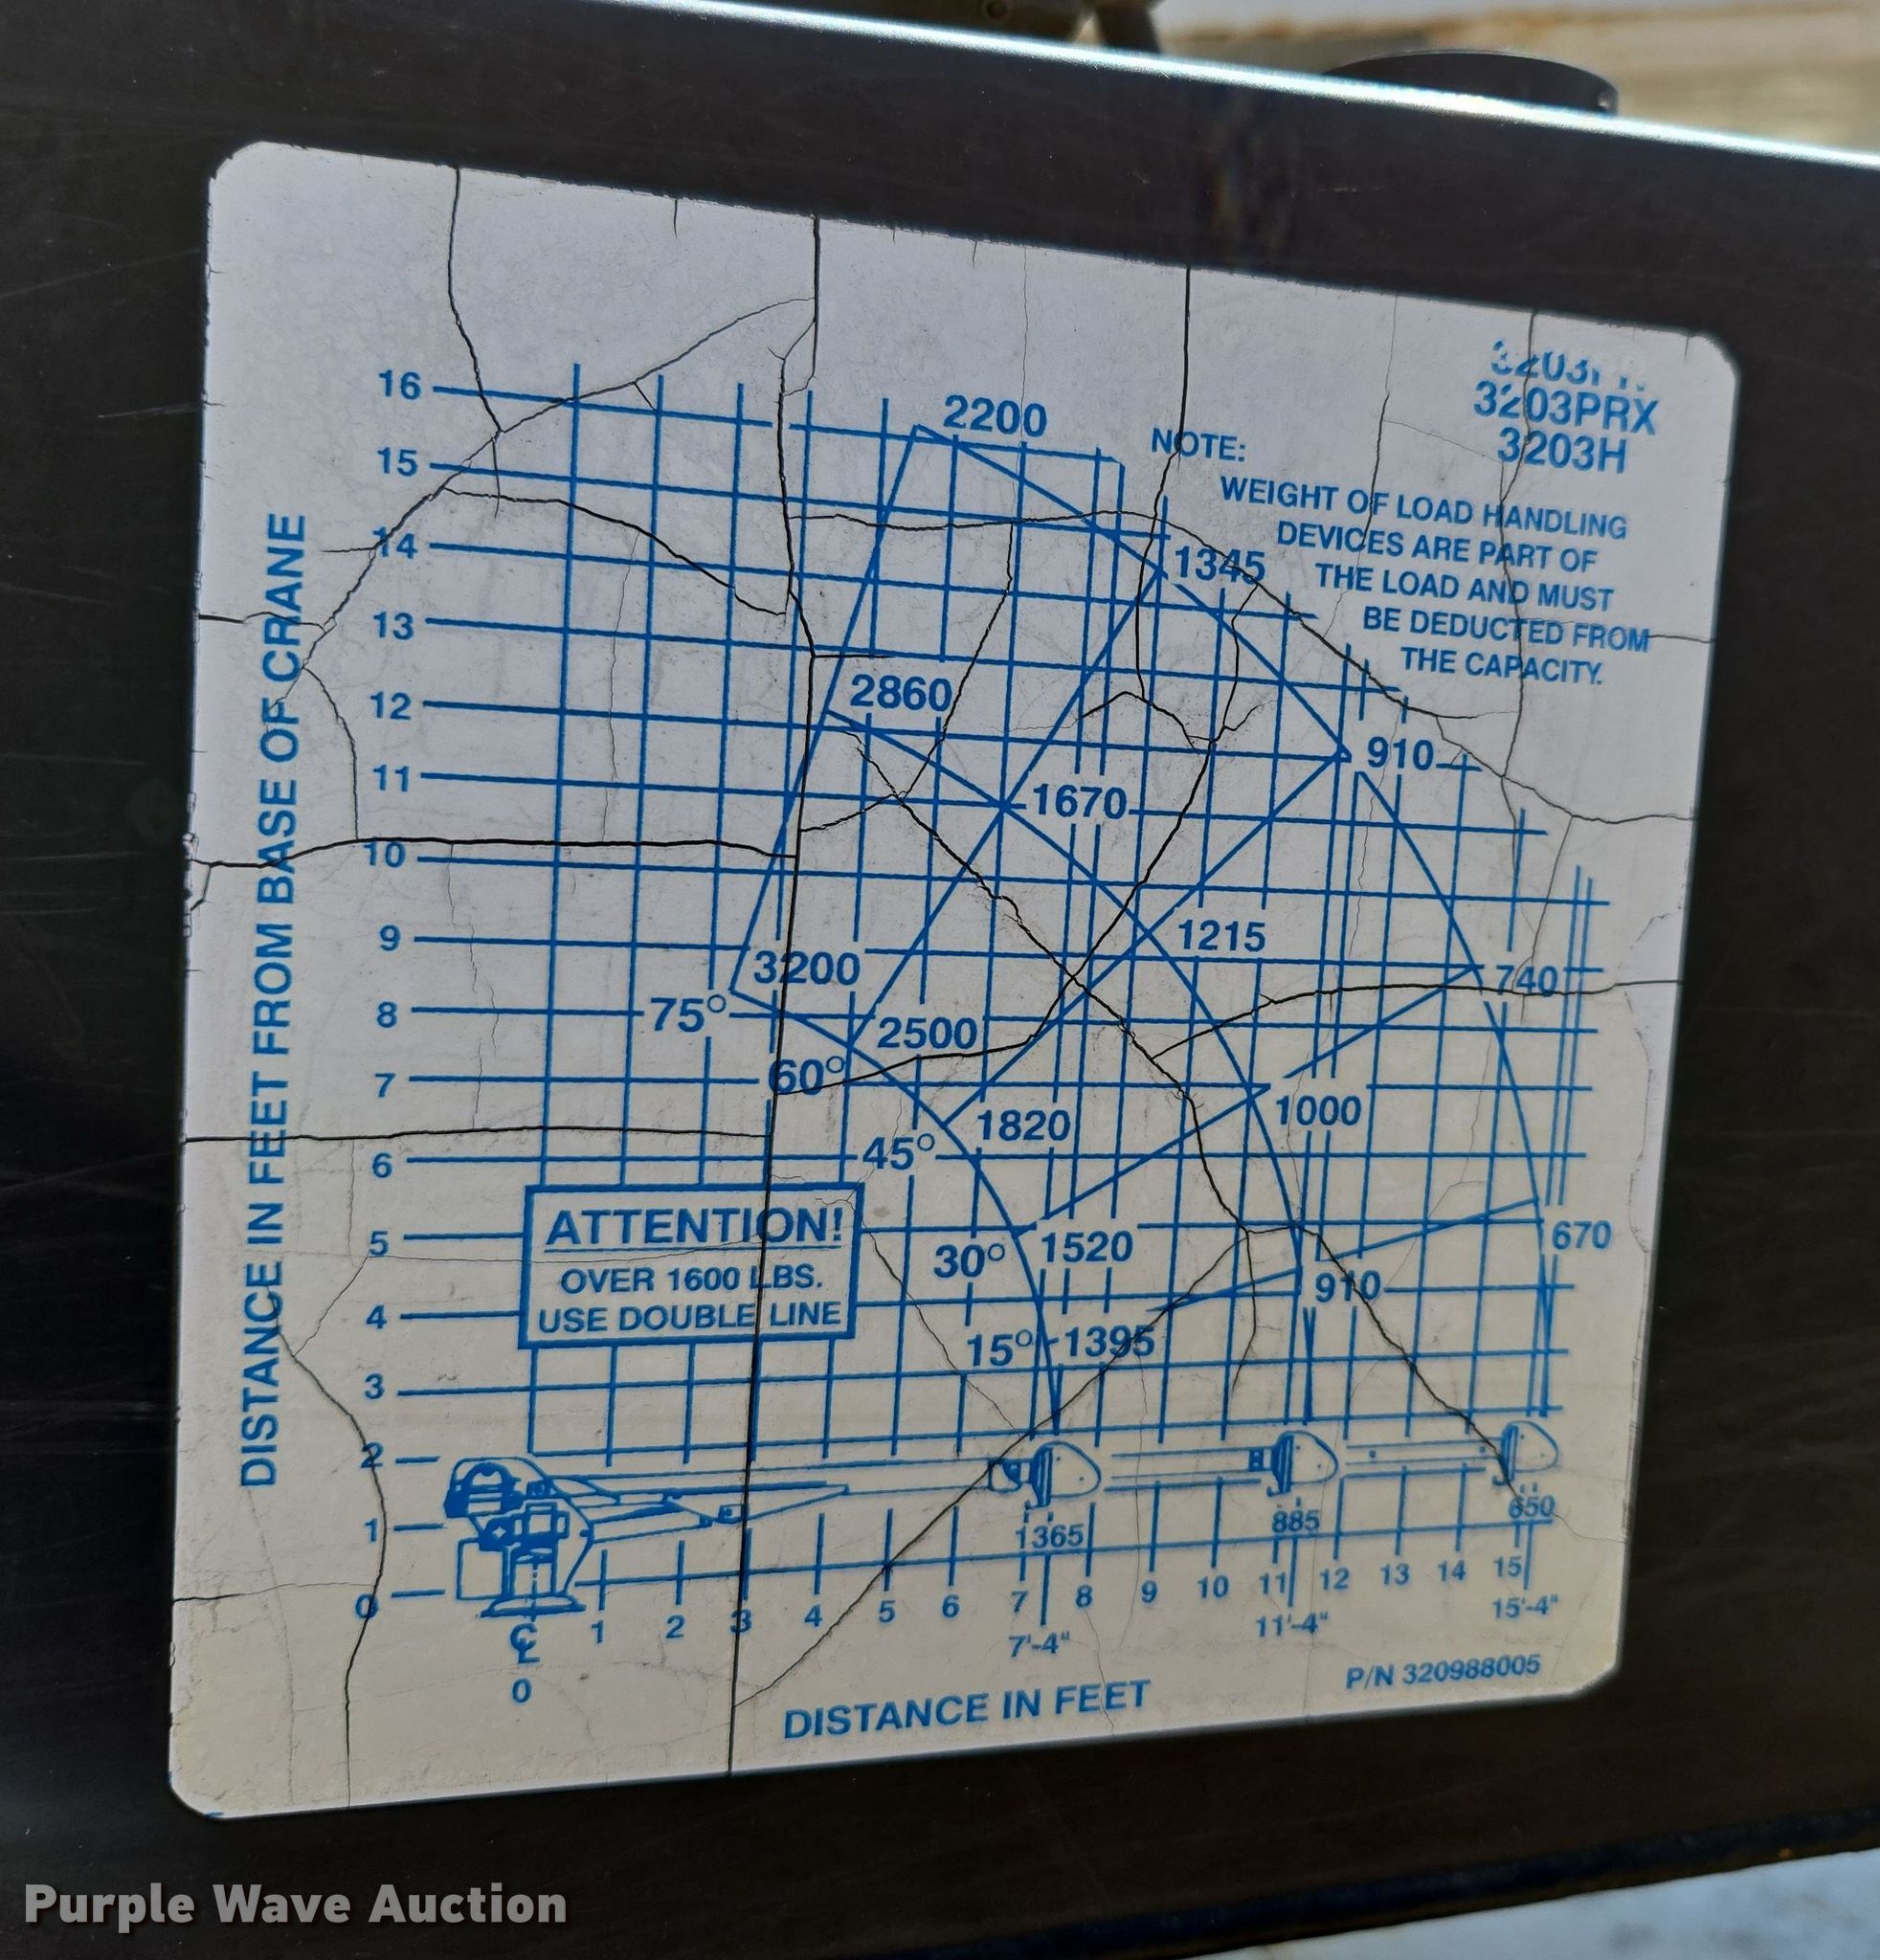 3203PRX
3203H
NOTE:
WEIGHT OF LOAD HANDLING
DEVICES ARE PART OF
THE LOAD AND MUST
BE DEDUCTED FROM
THE CAPACITY.
DISTANCE IN FEET FROM BASE OF CRANE
16
15
14
13
12
11
10
9
8
7
6
5
4
3
2
1
0
2200
1345
2860
910
1670
1215
3200
740
75°
2500
60°
1820
1000
45°
1520
670
30°
910
15°
1395
ATTENTION!
OVER 1600 LBS.
USE DOUBLE LINE
1365
885
650
℄
0
1 2 3 4 5 6 7 8 9 10 11 12 13 14 15
7'-4"
11'-4"
15'-4"
DISTANCE IN FEET
P/N 320988005
Purple Wave Auction